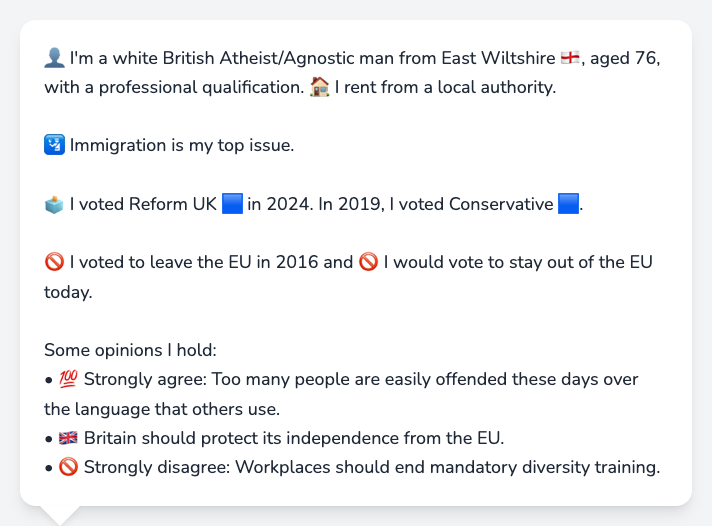 👤 I'm a white British Atheist/Agnostic man from East Wiltshire 🏴󠁧󠁢󠁥󠁮󠁧󠁿, aged 76,
with a professional qualification. 🏠 I rent from a local authority.
🛂 Immigration is my top issue.
🗳️ I voted Reform UK 🟦 in 2024. In 2019, I voted Conservative 🟦.
🚫 I voted to leave the EU in 2016 and 🚫 I would vote to stay out of the EU
today.
Some opinions I hold:
• 💯 Strongly agree: Too many people are easily offended these days over
the language that others use.
• 🇬🇧 Britain should protect its independence from the EU.
• 🚫 Strongly disagree: Workplaces should end mandatory diversity training.